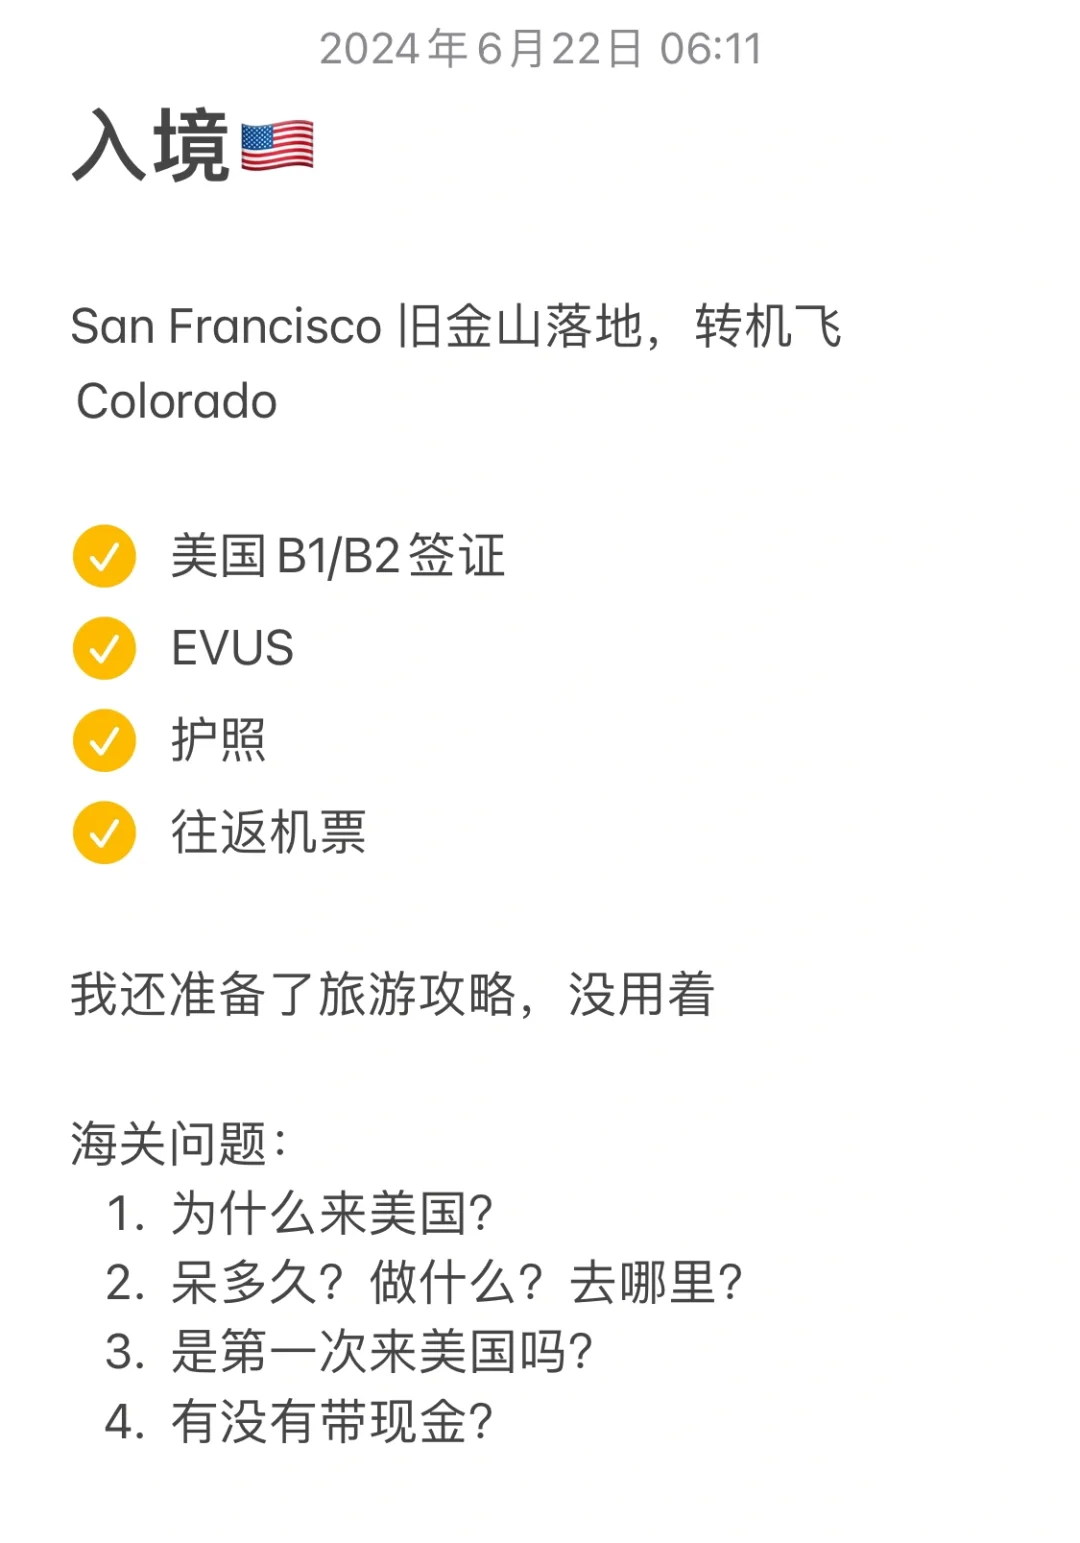 2024年6月22日 06:11
入境🇺🇸
San Francisco 旧金山落地，转机飞
Colorado
美国B1/B2签证
EVUS
护照
往返机票
我还准备了旅游攻略，没用着
海关问题：
1. 为什么来美国？
2. 呆多久？做什么？去哪里？
3. 是第一次来美国吗？
4. 有没有带现金？